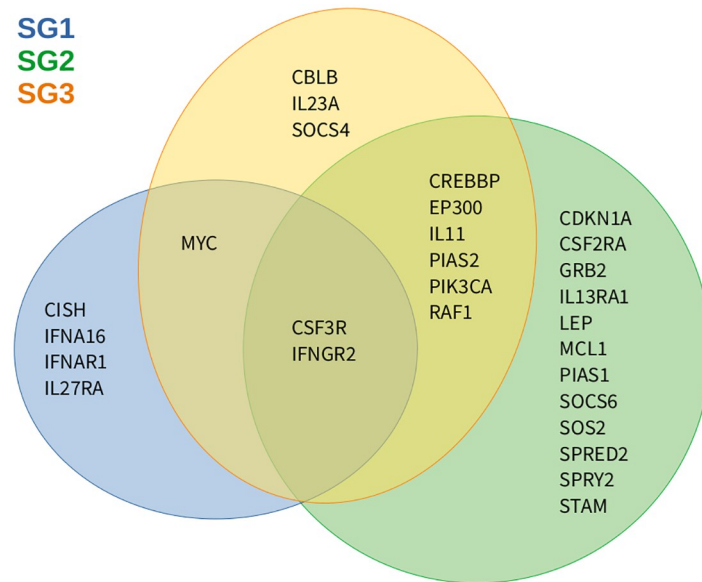 SG1
SG2
SG3
CBLB
IL23A
SOCS4
MYC
CREBBP
EP300
IL11
PIAS2
PIK3CA
RAF1
CISH
IFNA16
IFNAR1
IL27RA
CSF3R
IFNGR2
CDKN1A
CSF2RA
GRB2
IL13RA1
LEP
MCL1
PIAS1
SOCS6
SOS2
SPRED2
SPRY2
STAM